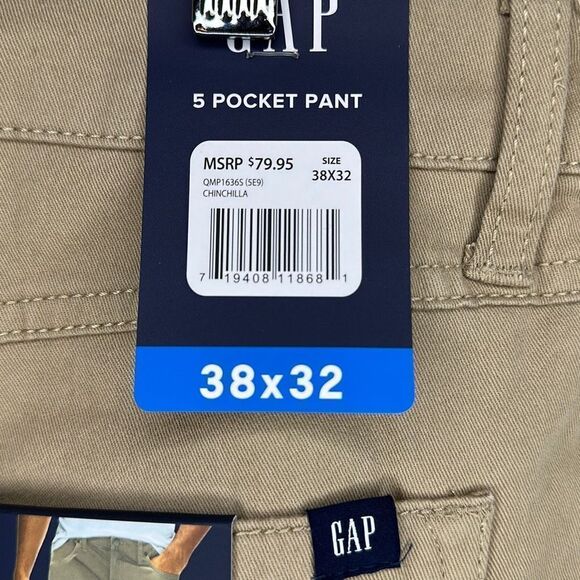 GAP
5 POCKET PANT
MSRP $79.95
SIZE
38X32
QMP1636S (5E9)
CHINCHILLA
7 19408 11868 1
38x32
GAP